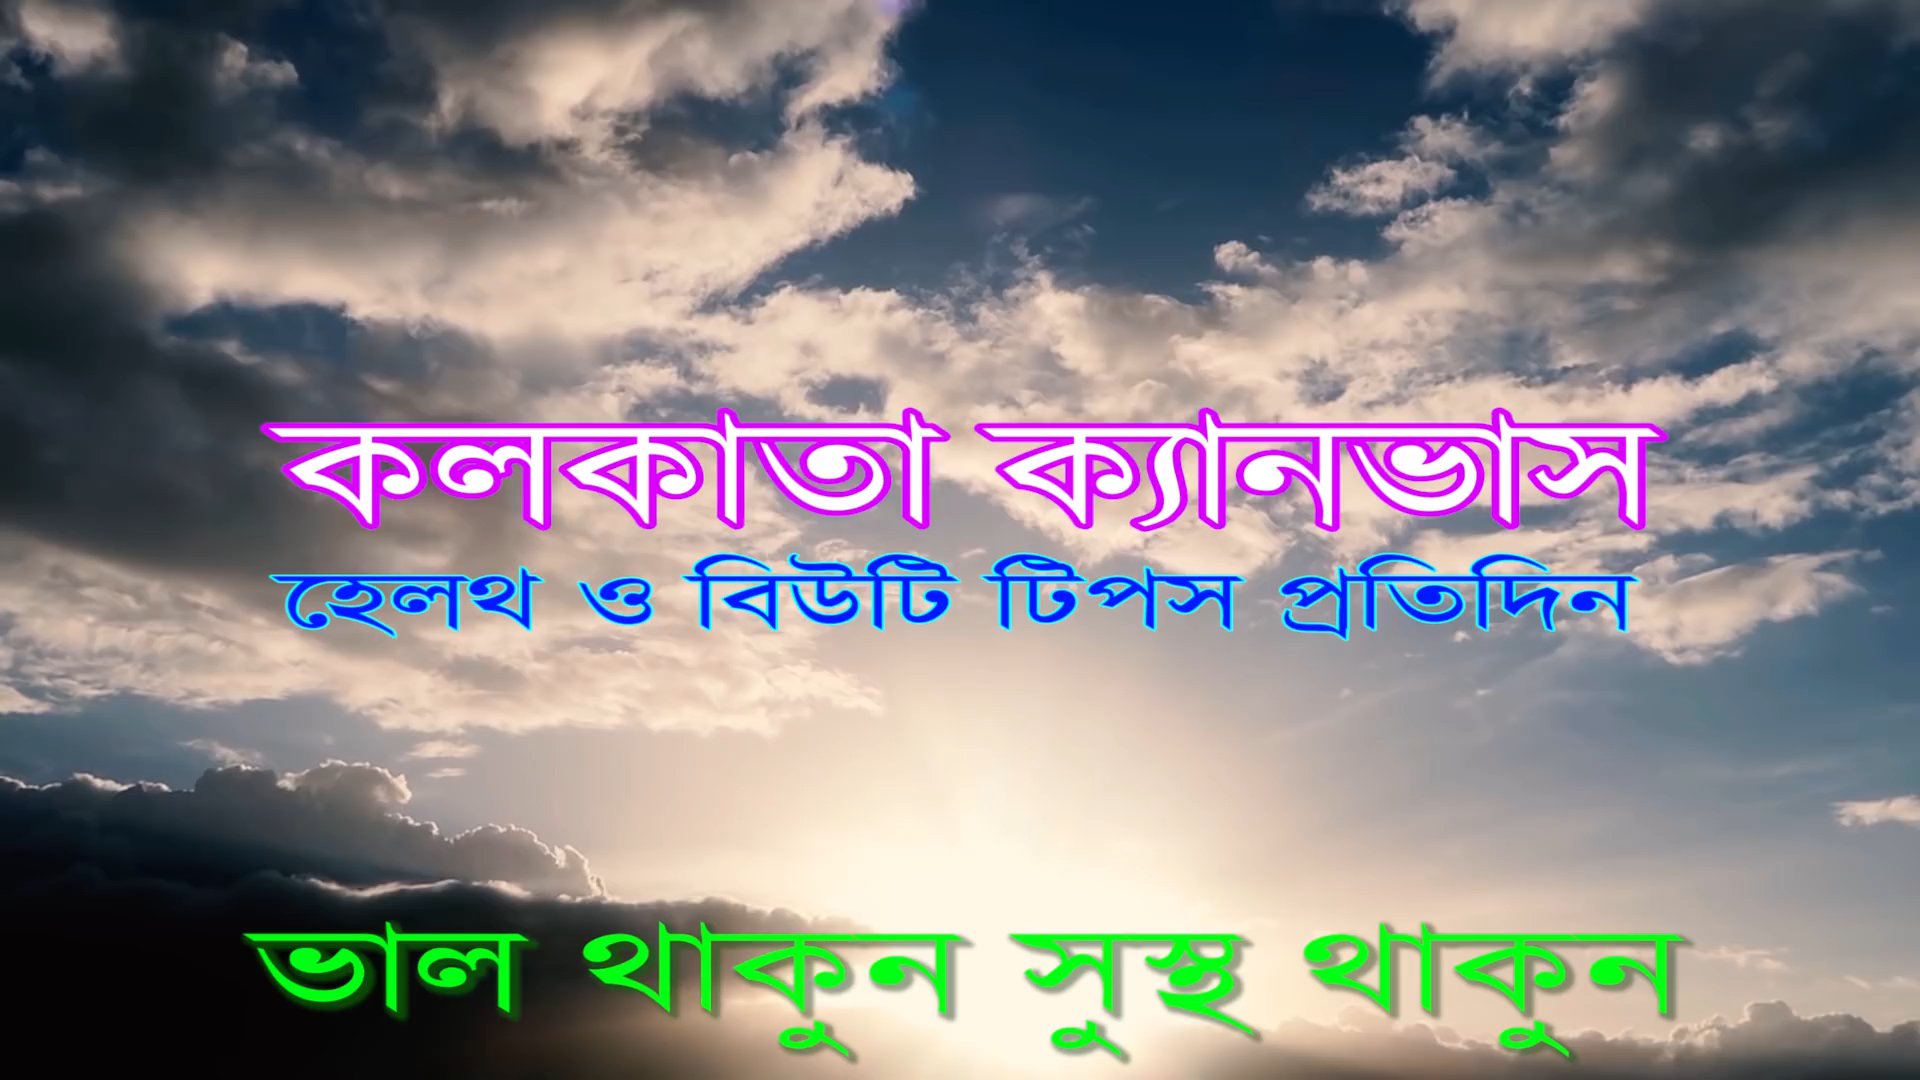 কলকাতা ক্যানভাস
হেলথ ও বিউটি টিপস প্রতিদিন
ভাল থাকুন সুস্থ থাকুন